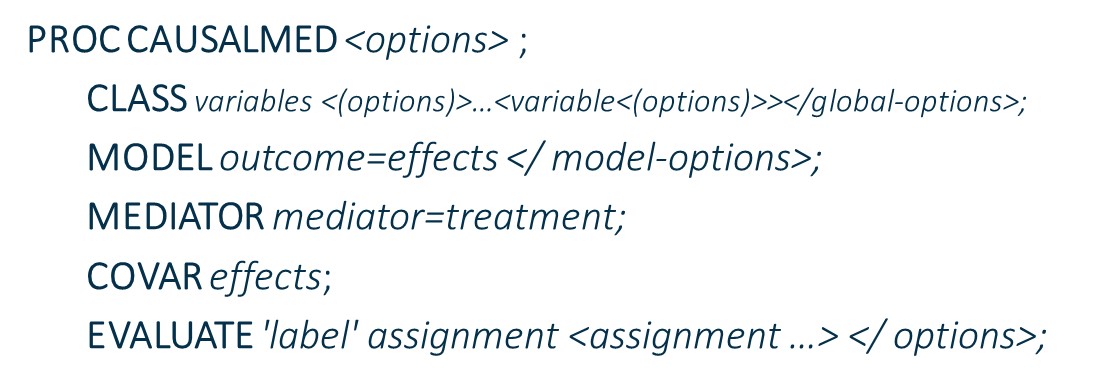 PROC CAUSALMED <options> ;
CLASS variables <(options)>...<variable<(options)>></global-options>;
MODEL outcome=effects </ model-options>;
MEDIATOR mediator=treatment;
COVAR effects;
EVALUATE 'label' assignment <assignment ...> </ options>;